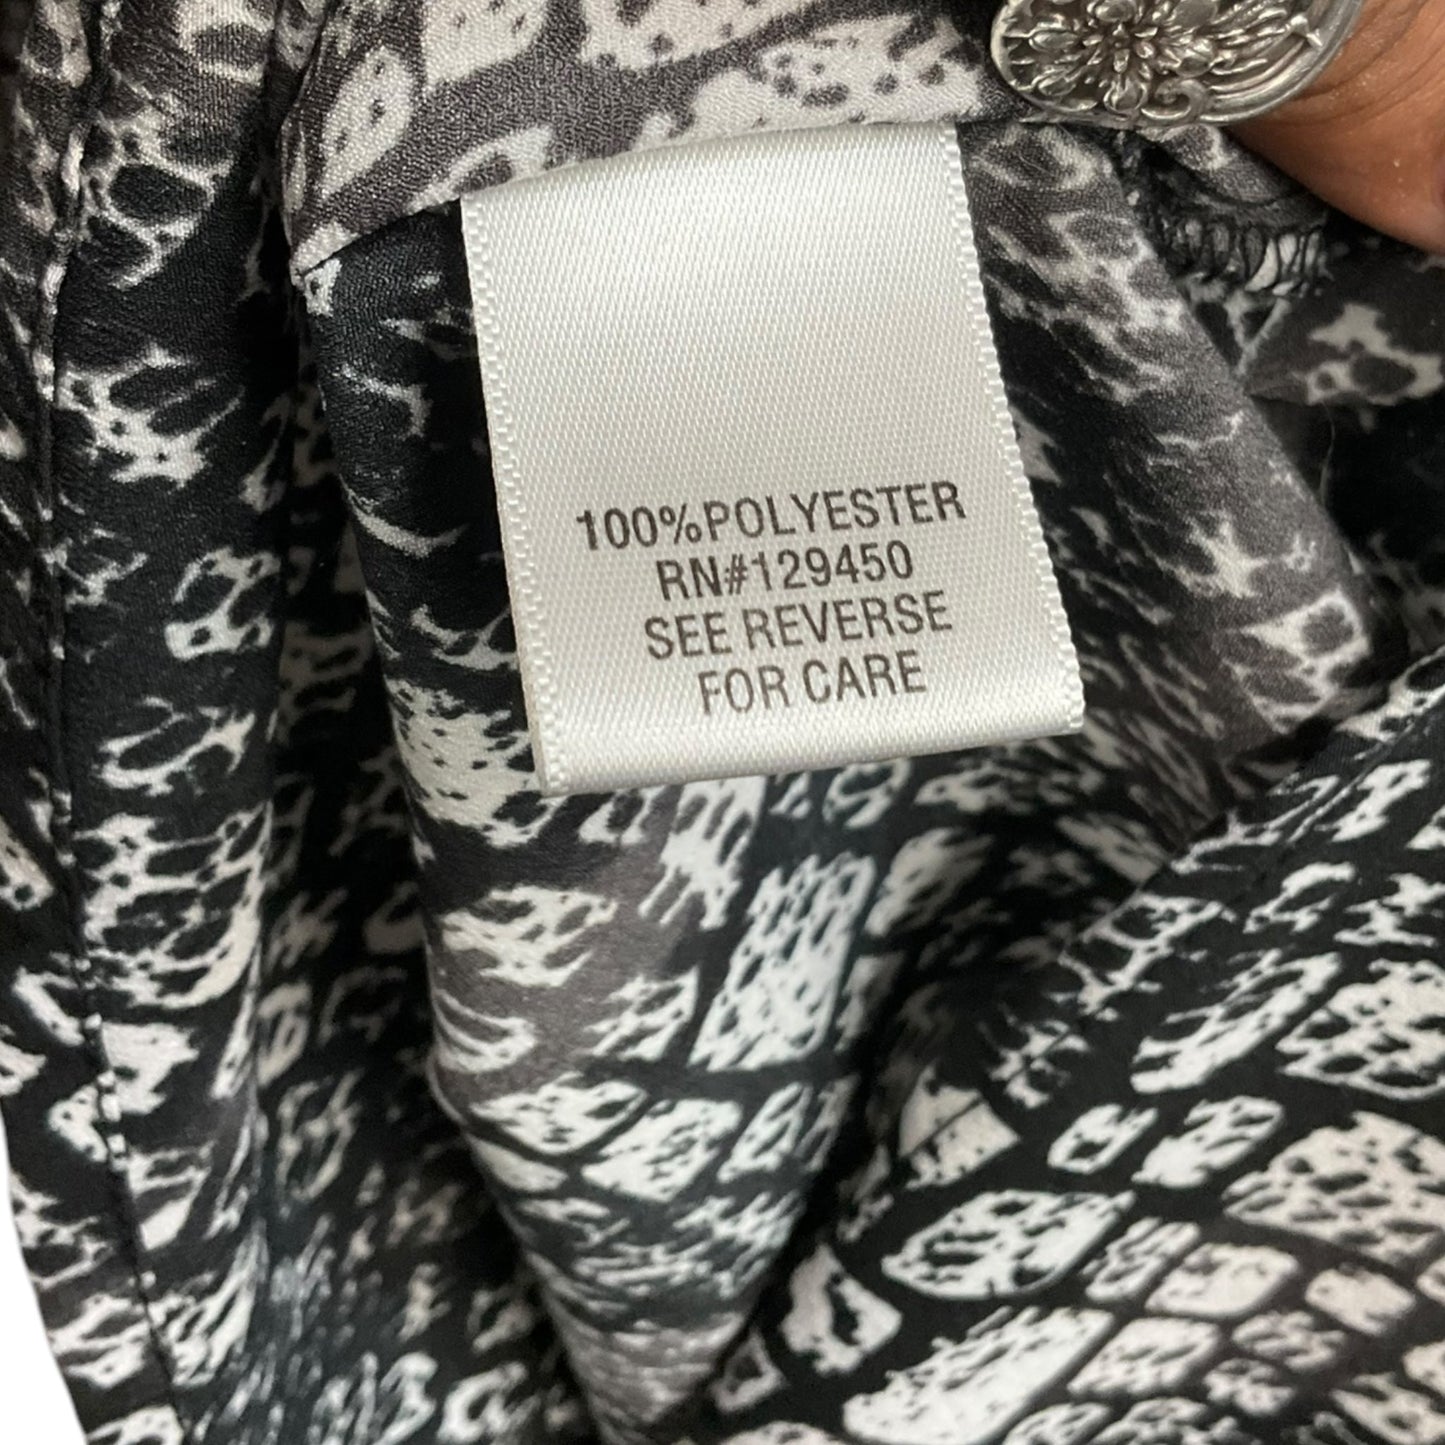 100%POLYESTER
RN#129450
SEE REVERSE
FOR CARE